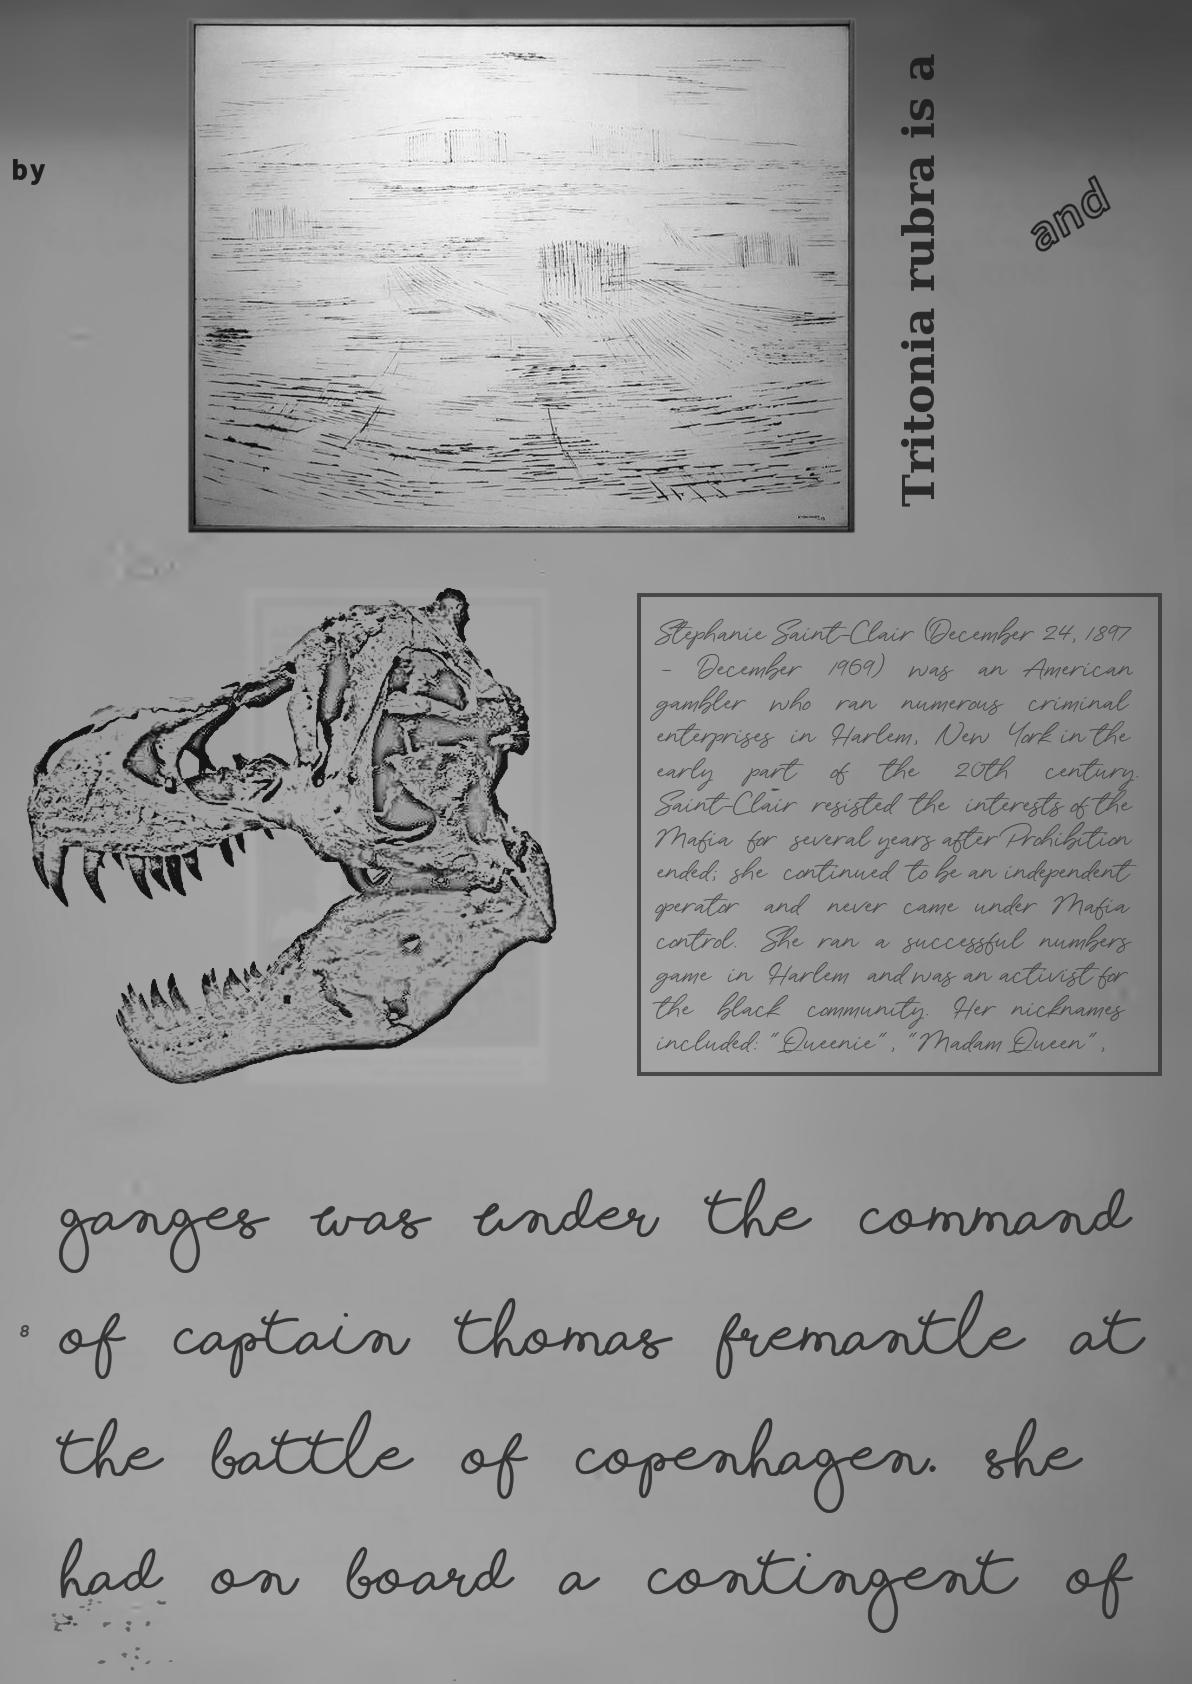 by
Tritonia rubra is a
and
Stephanie Saint-Clair (December 24, 1897
– December 1969) was an American
gambler who ran numerous criminal
enterprises in Harlem, New York in the
early part of the 20th century.
Saint-Clair resisted the interests of the
Mafia for several years after Prohibition
ended; she continued to be an independent
operator and never came under Mafia
control. She ran a successful numbers
game in Harlem and was an activist for
the black community. Her nicknames
included: "Queenie", "Madam Queen",
ganges was under the command
8
of captain thomas fremantle at
the battle of copenhagen. she
had on board a contingent of